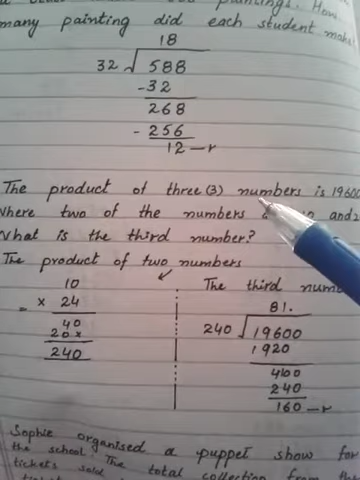 paintings. How
many painting did each student make
18
32 √ 588
-32
268
- 256
12 — r
The product of three (3) numbers is 19600
where two of the numbers and 2
What is the third number?
The product of two numbers
10
= × 24
40
20×
240
The third num
81.
240 √ 19600
1920
400
240
160 — r
Sophie organised a puppet show for
the school. The total collection from the
tickets sold